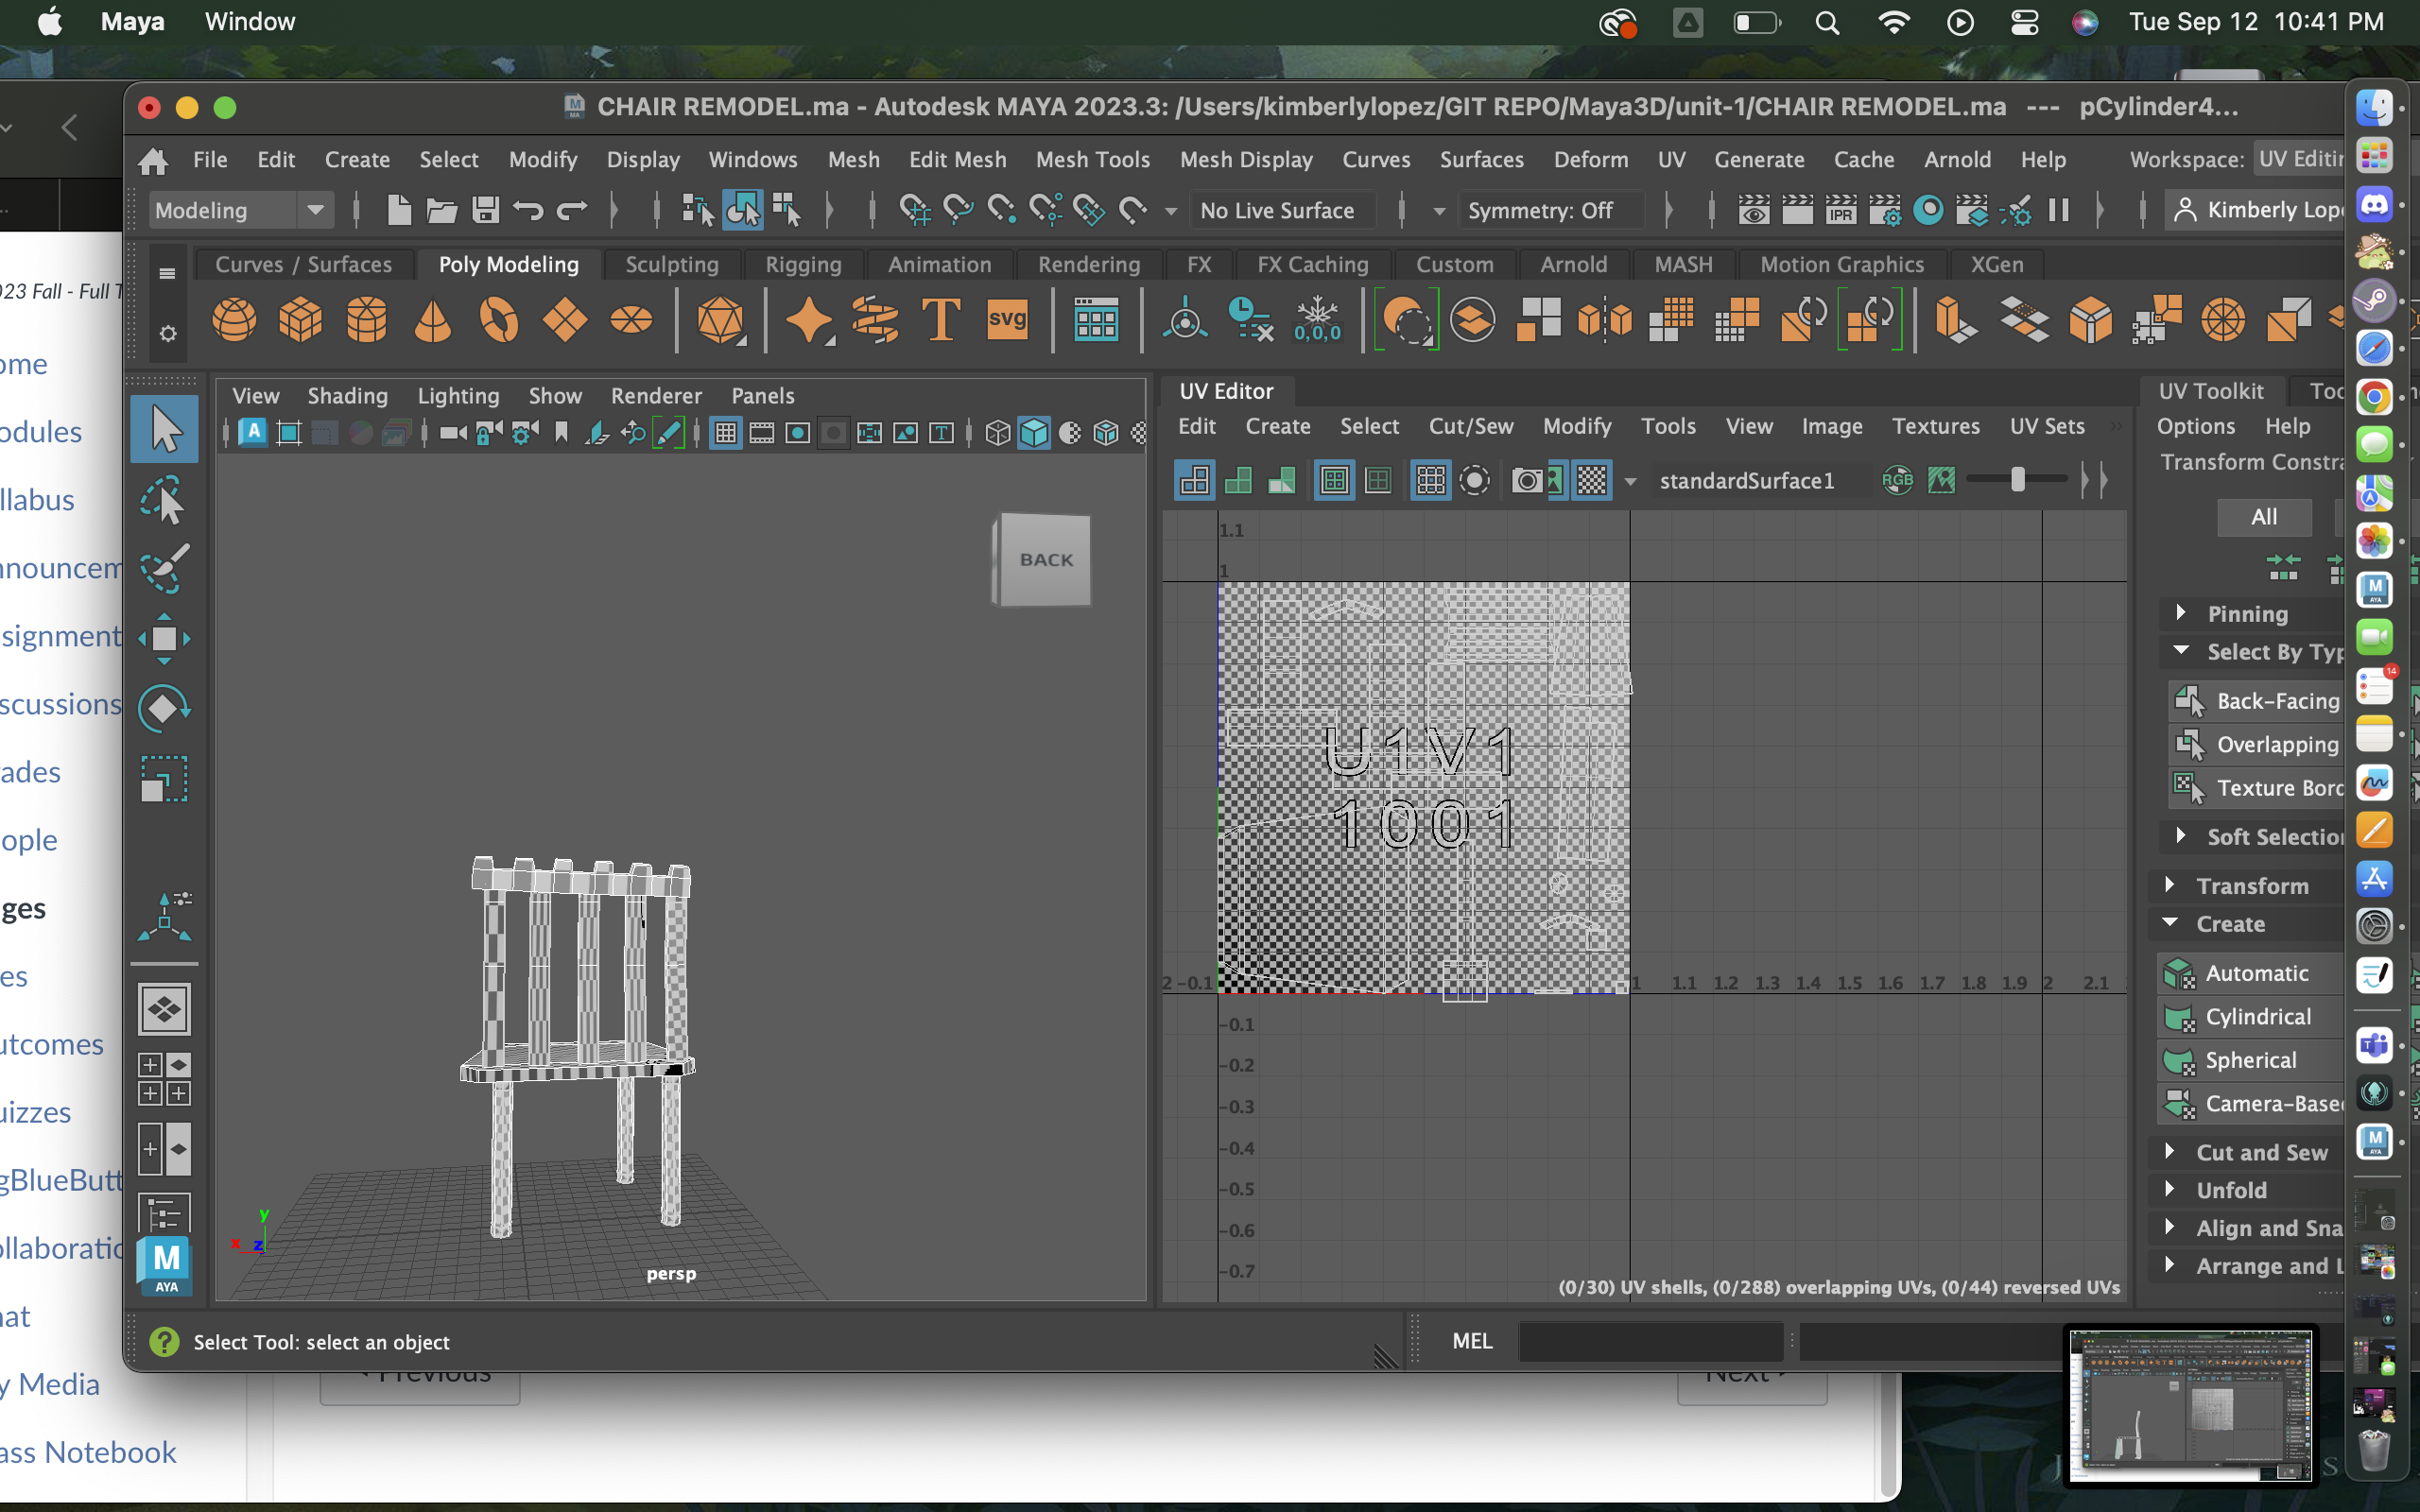 Maya Window Tue Sep 12 10:41 PM
CHAIR REMODEL.ma - Autodesk MAYA 2023.3: /Users/kimberlylopez/GIT REPO/Maya3D/unit-1/CHAIR REMODEL.ma --- pCylinder4...
File Edit Create Select Modify Display Windows Mesh Edit Mesh Mesh Tools Mesh Display Curves Surfaces Deform UV Generate Cache Arnold Help Workspace: UV Editin
Modeling No Live Surface Symmetry: Off IPR Kimberly Lope
Curves / Surfaces Poly Modeling Sculpting Rigging Animation Rendering FX FX Caching Custom Arnold MASH Motion Graphics XGen
T svg 0,0,0
023 Fall - Full T
ome
odules
llabus
nnouncem
signment
scussions
ades
ople
ges
es
utcomes
uizzes
gBlueButt
ollaboratio
hat
y Media
ass Notebook
View Shading Lighting Show Renderer Panels
BACK
persp
y
x z
M
AYA
UV Editor
Edit Create Select Cut/Sew Modify Tools View Image Textures UV Sets
standardSurface1 RGB
1.1
1
U1V1
1001
2 -0.1 1 1.1 1.2 1.3 1.4 1.5 1.6 1.7 1.8 1.9 2 2.1
-0.1
-0.2
-0.3
-0.4
-0.5
-0.6
-0.7
(0/30) UV shells, (0/288) overlapping UVs, (0/44) reversed UVs
UV Toolkit Too
Options Help
Transform Constra
All
Pinning
Select By Typ
Back-Facing
Overlapping
Texture Bord
Soft Selection
Transform
Create
Automatic
Cylindrical
Spherical
Camera-Based
Cut and Sew
Unfold
Align and Sna
Arrange and L
14
Select Tool: select an object
MEL
Previous Next